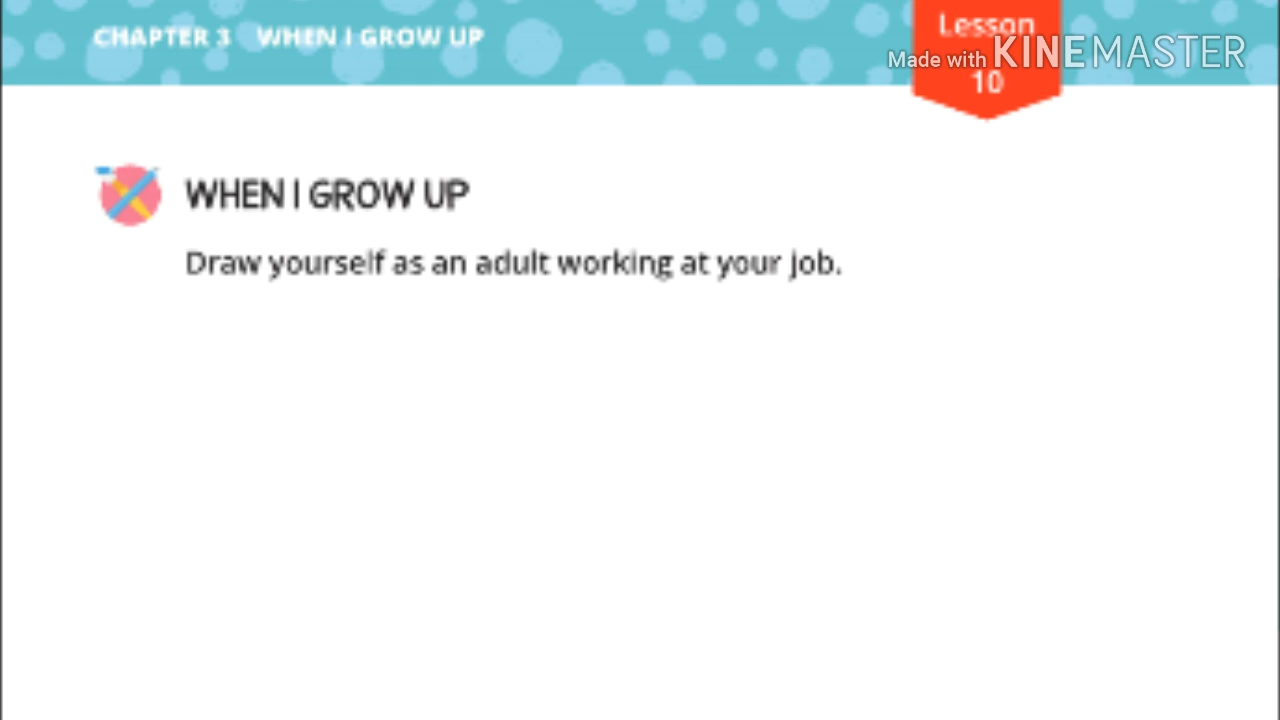 CHAPTER 3 WHEN I GROW UP
Lesson
10
Made with KINEMASTER
WHEN I GROW UP
Draw yourself as an adult working at your job.